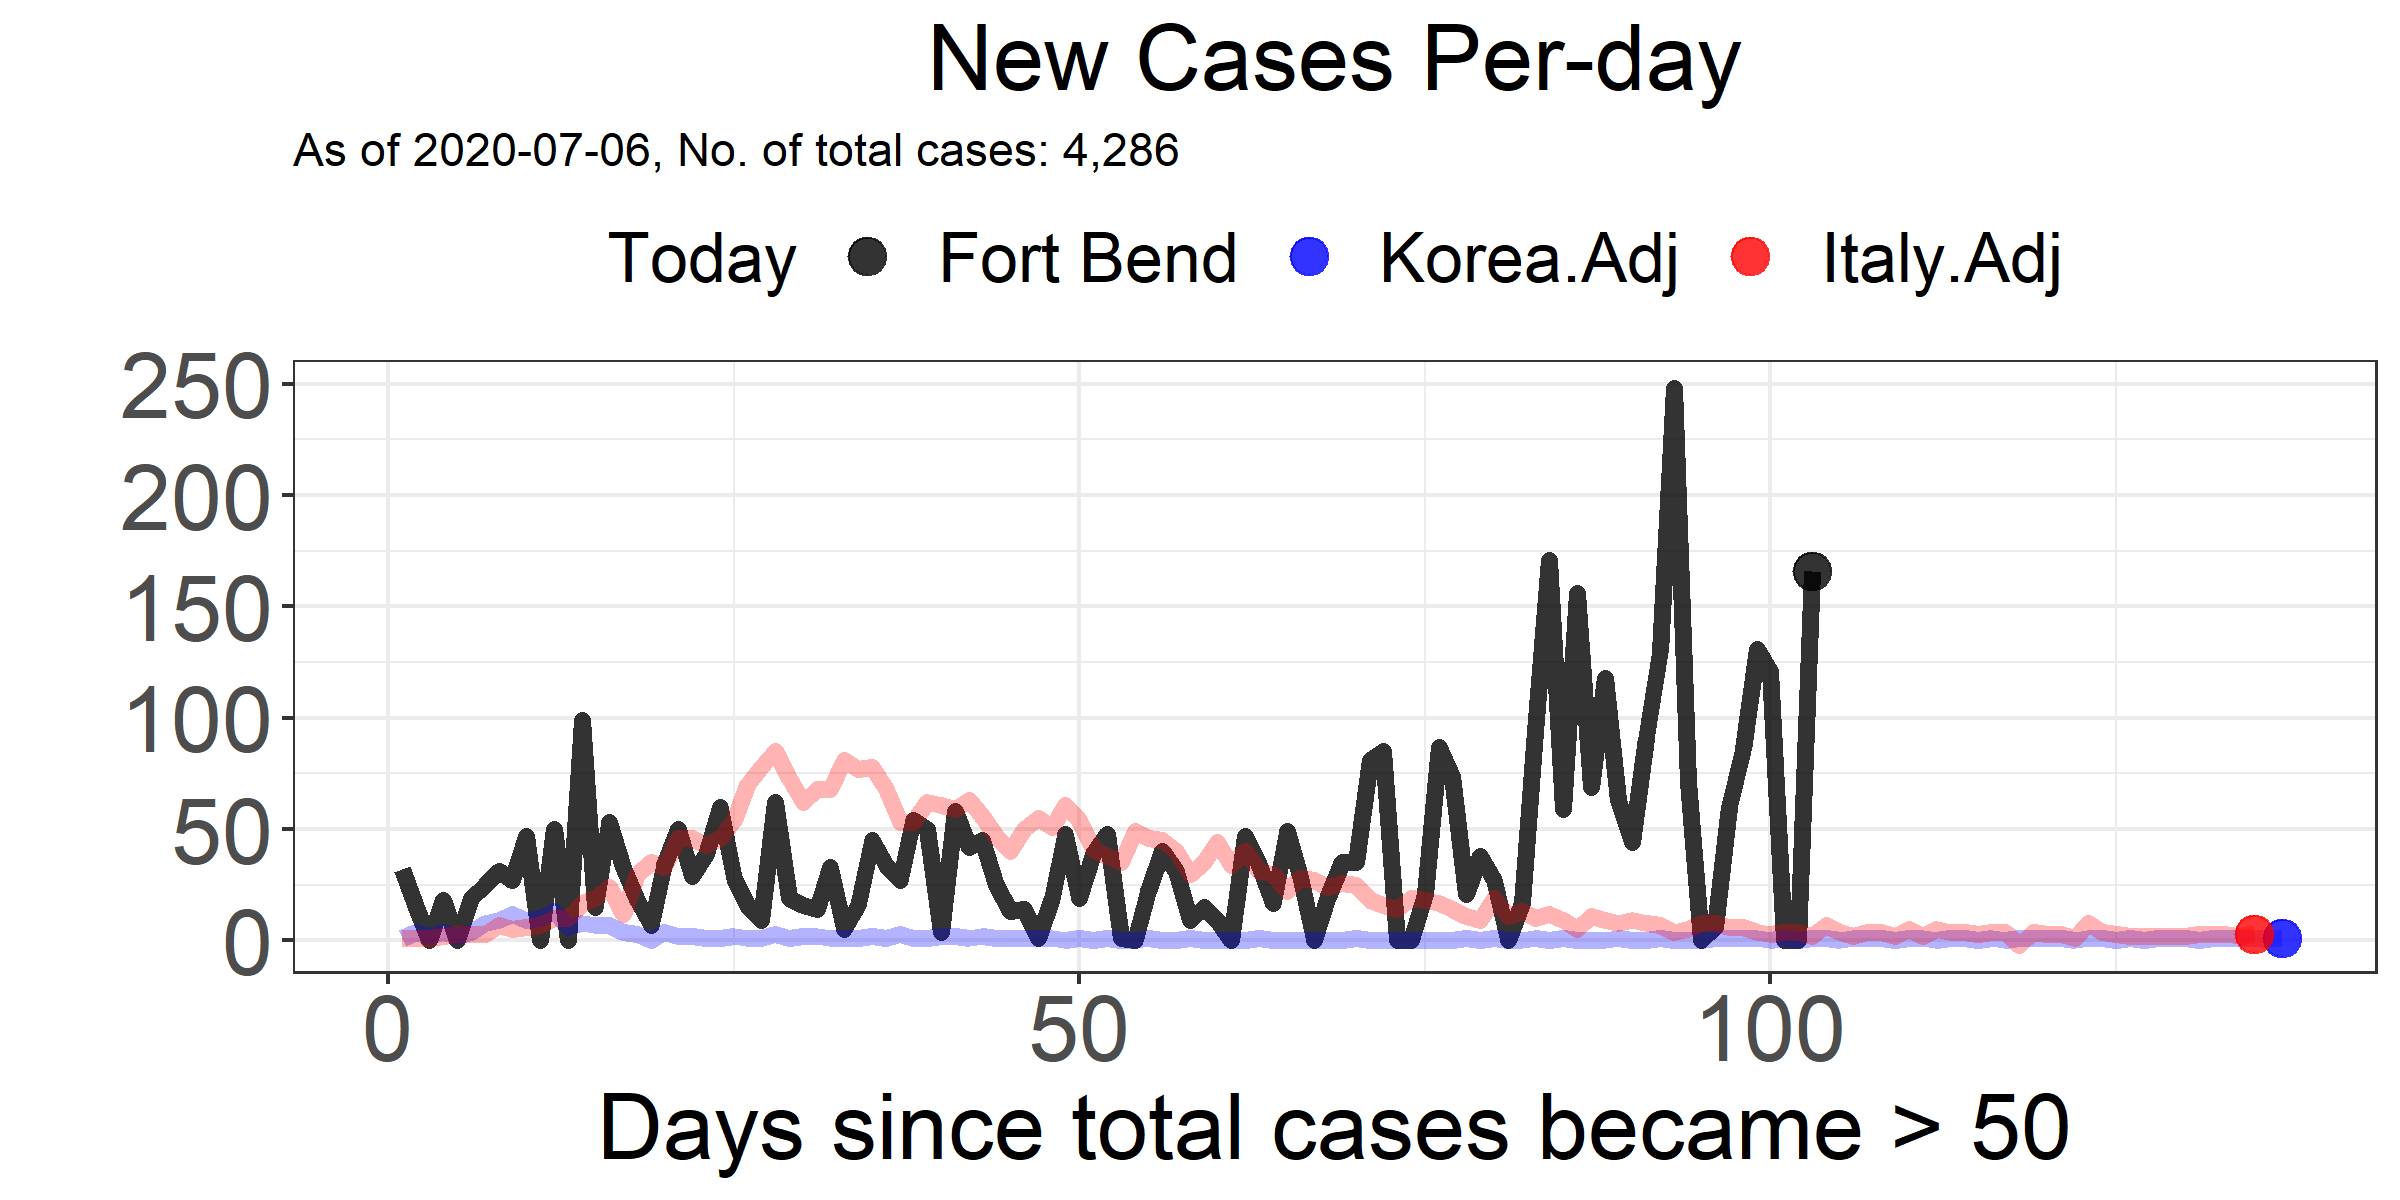 New Cases Per-day
As of 2020-07-06, No. of total cases: 4,286
Today Fort Bend Korea.Adj Italy.Adj
250
200
150
100
50
0
0 50 100
Days since total cases became > 50